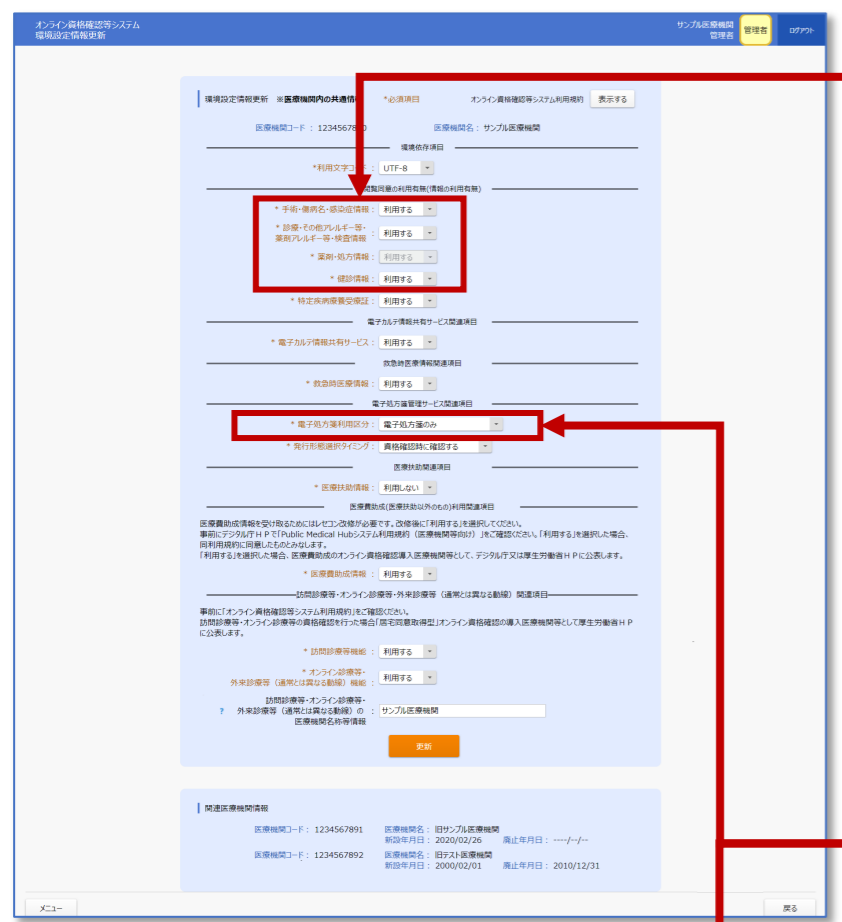 オンライン資格確認等システム
環境設定情報更新
サンプル医療機関
管理者
管理者
ログアウト
環境設定情報更新 ※医療機関内の共通情
*必須項目
オンライン資格確認等システム利用規約
表示する
医療機関コード : 1234567890
医療機関名 : サンプル医療機関
環境依存項目
*利用文字コード : UTF-8
閲覧同意の利用有無(情報の利用有無)
* 手術・傷病名・感染症情報 : 利用する
* 診療・その他アレルギー等・
薬剤アレルギー等・検査情報 : 利用する
* 薬剤・処方情報 : 利用する
* 健診情報 : 利用する
* 特定疾病療養受療証 : 利用する
電子カルテ情報共有サービス関連項目
* 電子カルテ情報共有サービス : 利用する
救急時医療情報関連項目
* 救急時医療情報 : 利用する
電子処方箋管理サービス関連項目
* 電子処方箋利用区分 : 電子処方箋のみ
* 発行形態選択タイミング : 資格確認時に確認する
医療扶助関連項目
* 医療扶助情報 : 利用しない
医療費助成(医療扶助以外のもの)利用関連項目
医療費助成情報を受け取るためにはレセコン改修が必要です。改修後に「利用する」を選択してください。
事前にデジタル庁ＨＰで「Public Medical Hubシステム利用規約（医療機関等向け）」をご確認ください。「利用する」を選択した場合、
同利用規約に同意したものとみなします。
「利用する」を選択した場合、医療費助成のオンライン資格確認導入医療機関等として、デジタル庁又は厚生労働省ＨＰに公表します。
* 医療費助成情報 : 利用する
訪問診療等・オンライン診療等・外来診療等（通常とは異なる動線）関連項目
事前に「オンライン資格確認等システム利用規約」をご確認ください。
訪問診療等・オンライン診療等の資格確認を行った場合「居宅同意取得型」オンライン資格確認の導入医療機関等として厚生労働省ＨＰ
に公表します。
* 訪問診療等機能 : 利用する
* オンライン診療等・
外来診療等（通常とは異なる動線）機能 : 利用する
訪問診療等・オンライン診療等・
? 外来診療等（通常とは異なる動線）の : サンプル医療機関
医療機関名称等情報
更新
関連医療機関情報
医療機関コード : 1234567891
医療機関名 : 旧サンプル医療機関
新設年月日 : 2020/02/26 廃止年月日 : ----/--/--
医療機関コード : 1234567892
医療機関名 : 旧テスト医療機関
新設年月日 : 2000/02/01 廃止年月日 : 2010/12/31
メニュー
戻る